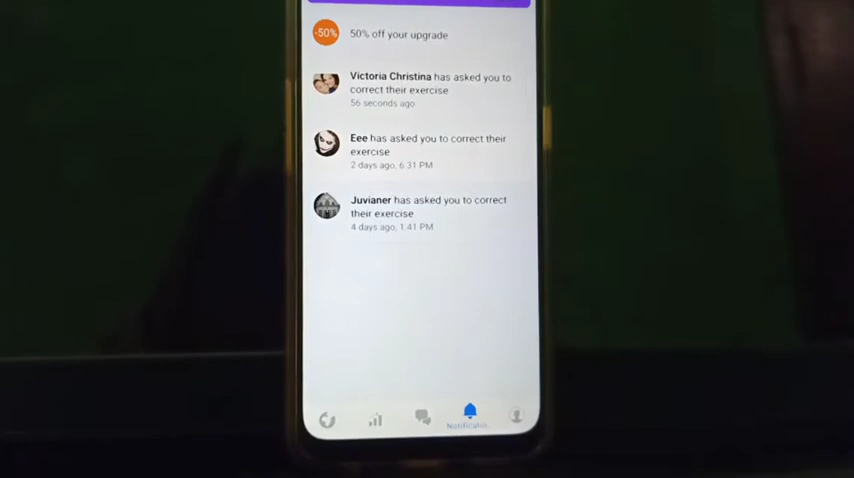 -50%
50% off your upgrade
Victoria Christina has asked you to
correct their exercise
56 seconds ago
Eee has asked you to correct their
exercise
2 days ago, 6:31 PM
Juvianer has asked you to correct
their exercise
4 days ago, 1:41 PM